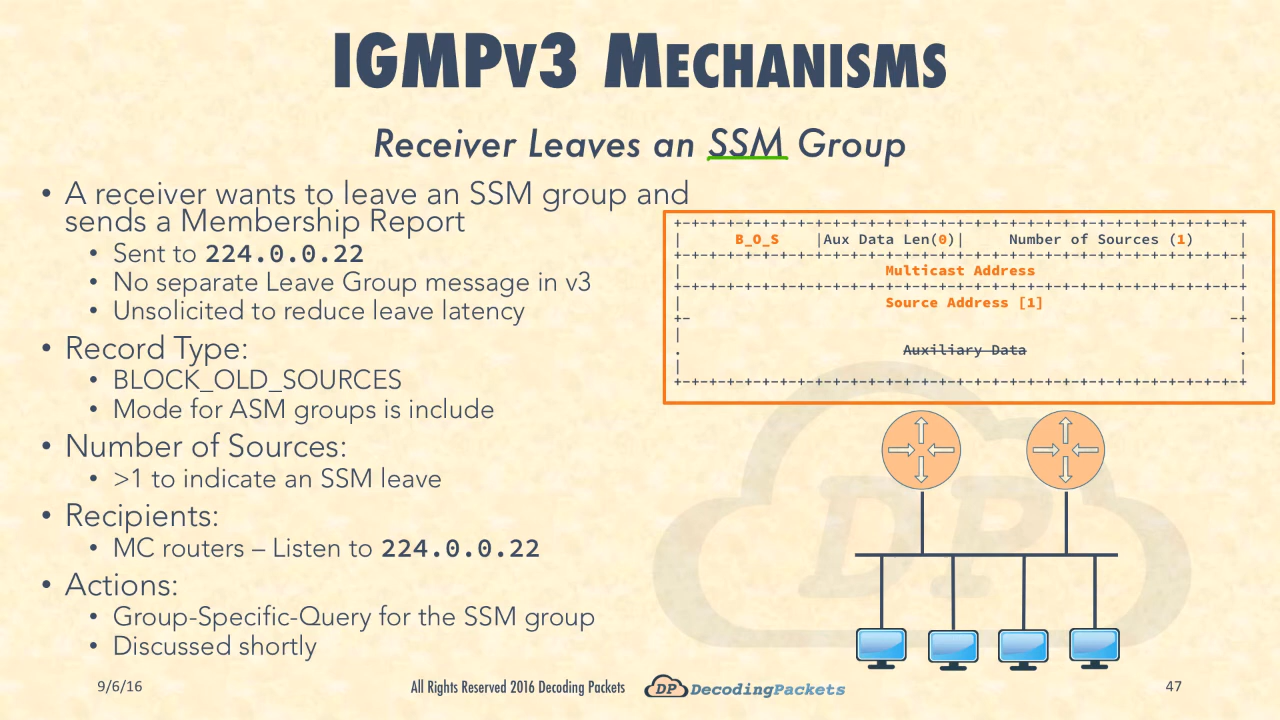 IGMPv3 Mechanisms
Receiver Leaves an SSM Group
• A receiver wants to leave an SSM group and
sends a Membership Report
• Sent to 224.0.0.22
• No separate Leave Group message in v3
• Unsolicited to reduce leave latency
• Record Type:
• BLOCK_OLD_SOURCES
• Mode for ASM groups is include
• Number of Sources:
• >1 to indicate an SSM leave
• Recipients:
• MC routers – Listen to 224.0.0.22
• Actions:
• Group-Specific-Query for the SSM group
• Discussed shortly
+-+-+-+-+-+-+-+-+-+-+-+-+-+-+-+-+-+-+-+-+-+-+-+-+-+-+-+-+-+-+-+-+
| B_O_S |Aux Data Len(0)| Number of Sources (1) |
+-+-+-+-+-+-+-+-+-+-+-+-+-+-+-+-+-+-+-+-+-+-+-+-+-+-+-+-+-+-+-+-+
| Multicast Address |
+-+-+-+-+-+-+-+-+-+-+-+-+-+-+-+-+-+-+-+-+-+-+-+-+-+-+-+-+-+-+-+-+
| Source Address [1] |
+- -+
| |
. Auxiliary Data .
| |
+-+-+-+-+-+-+-+-+-+-+-+-+-+-+-+-+-+-+-+-+-+-+-+-+-+-+-+-+-+-+-+-+
DP
9/6/16
All Rights Reserved 2016 Decoding Packets
DP DecodingPackets
47